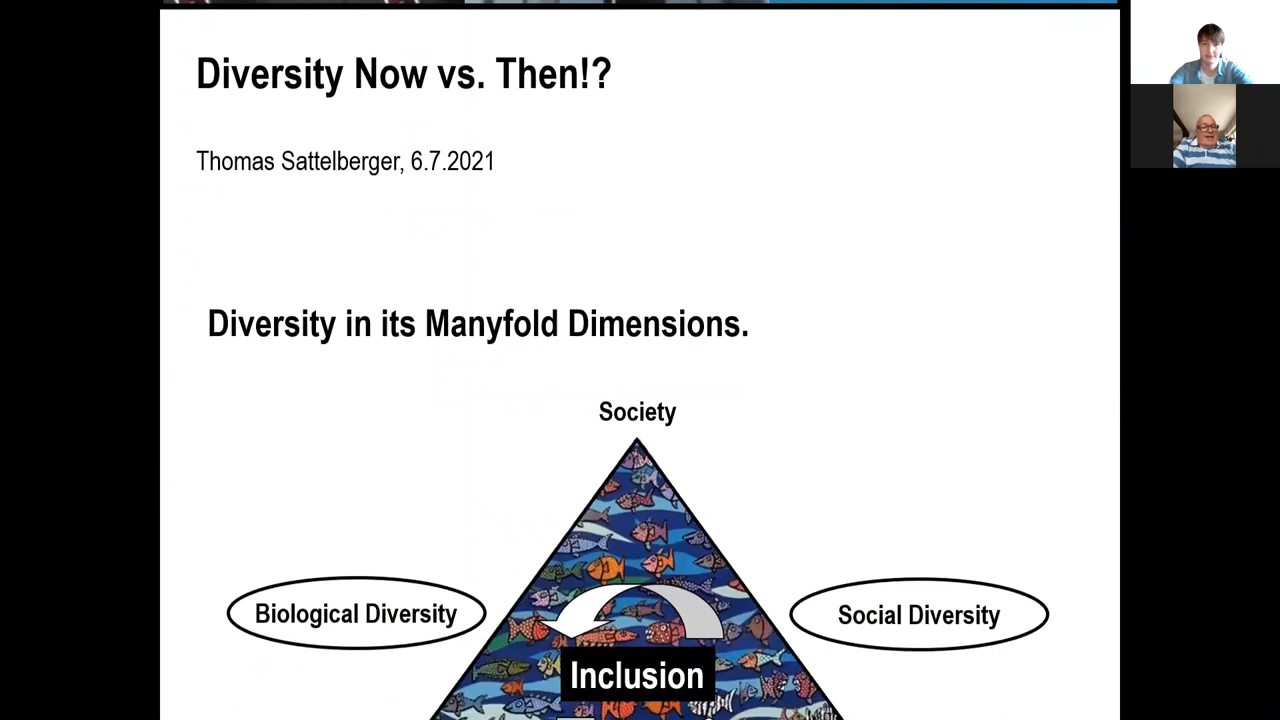 Diversity Now vs. Then!?
Thomas Sattelberger, 6.7.2021
Diversity in its Manyfold Dimensions.
Society
Biological Diversity
Social Diversity
Inclusion